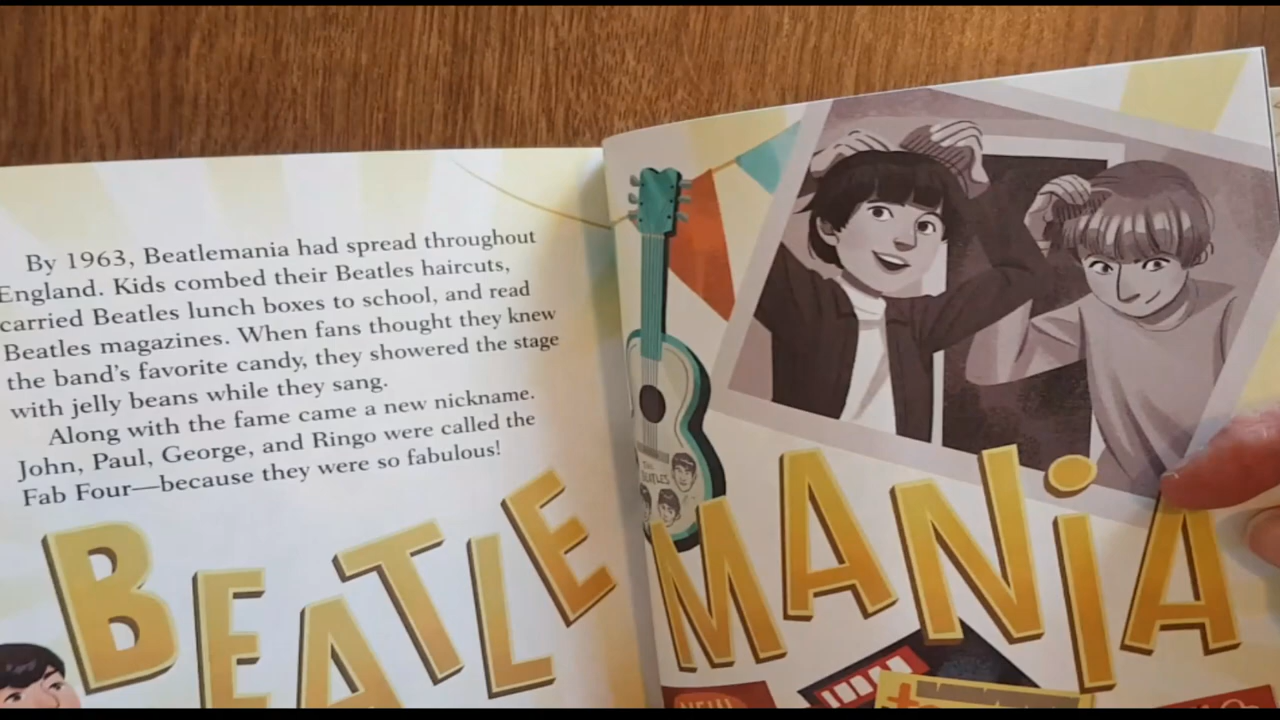 By 1963, Beatlemania had spread throughout
England. Kids combed their Beatles haircuts,
carried Beatles lunch boxes to school, and read
Beatles magazines. When fans thought they knew
the band's favorite candy, they showered the stage
with jelly beans while they sang.
Along with the fame came a new nickname.
John, Paul, George, and Ringo were called the
Fab Four—because they were so fabulous!
BEATLE MANiA
THE
BEATLES
NEW